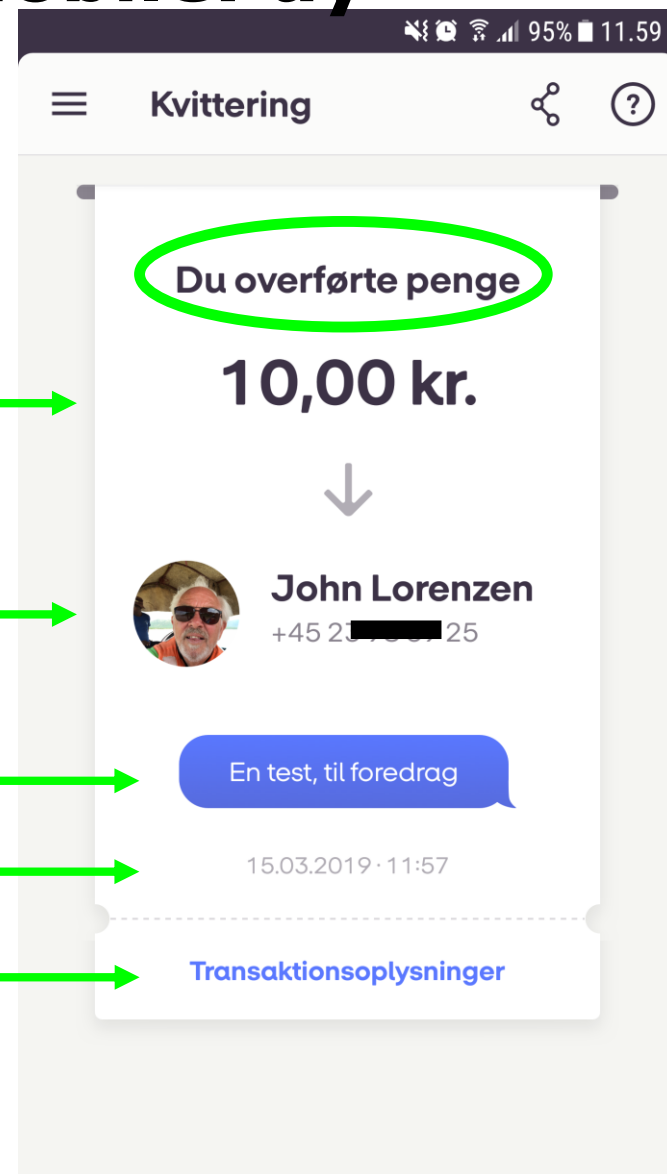 95% 11.59
Kvittering
?
Du overførte penge
10,00 kr.
John Lorenzen
+45 2 25
En test, til foredrag
15.03.2019 · 11:57
Transaktionsoplysninger